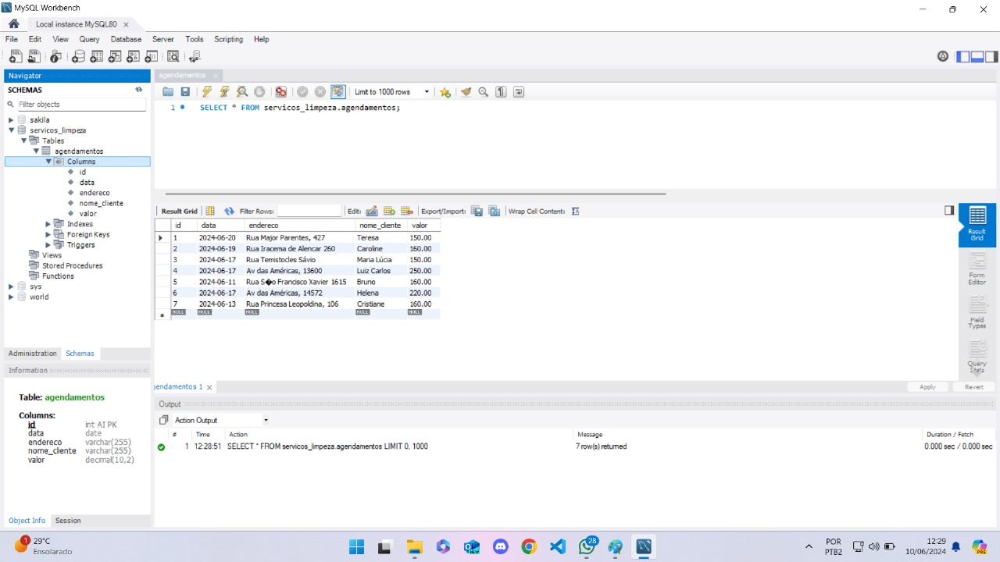 MySQL Workbench
Local instance MySQL80
File Edit View Query Database Server Tools Scripting Help
Navigator
SCHEMAS
Filter objects
sakila
servicos_limpeza
Tables
agendamentos
Columns
id
data
endereco
nome_cliente
valor
Indexes
Foreign Keys
Triggers
Views
Stored Procedures
Functions
sys
world
Administration Schemas
Information
Table: agendamentos
Columns:
id int AI PK
data date
endereco varchar(255)
nome_cliente varchar(255)
valor decimal(10,2)
Object Info Session
agendamentos
Limit to 1000 rows
1 SELECT * FROM servicos_limpeza.agendamentos;
Result Grid Filter Rows: Edit: Export/Import: Wrap Cell Content:
id data endereco nome_cliente valor
1 2024-06-20 Rua Major Parentes, 427 Teresa 150.00
2 2024-06-19 Rua Iracema de Alencar 260 Caroline 160.00
3 2024-06-17 Rua Temistocles Sávio Maria Lúcia 150.00
4 2024-06-17 Av das Américas, 13600 Luiz Carlos 250.00
5 2024-06-11 Rua S�o Francisco Xavier 1615 Bruno 160.00
6 2024-06-17 Av das Américas, 14572 Helena 220.00
7 2024-06-13 Rua Princesa Leopoldina, 106 Cristiane 160.00
NULL NULL NULL NULL NULL
Result
Grid
Form
Editor
Field
Types
Query
Stats
gendamentos 1
Apply Revert
Output
Action Output
# Time Action Message Duration / Fetch
1 12:28:51 SELECT * FROM servicos_limpeza.agendamentos LIMIT 0, 1000 7 row(s) returned 0.000 sec / 0.000 sec
1
29°C
Ensolarado
NEW
28
POR
PTB2
12:29
10/06/2024
PRE